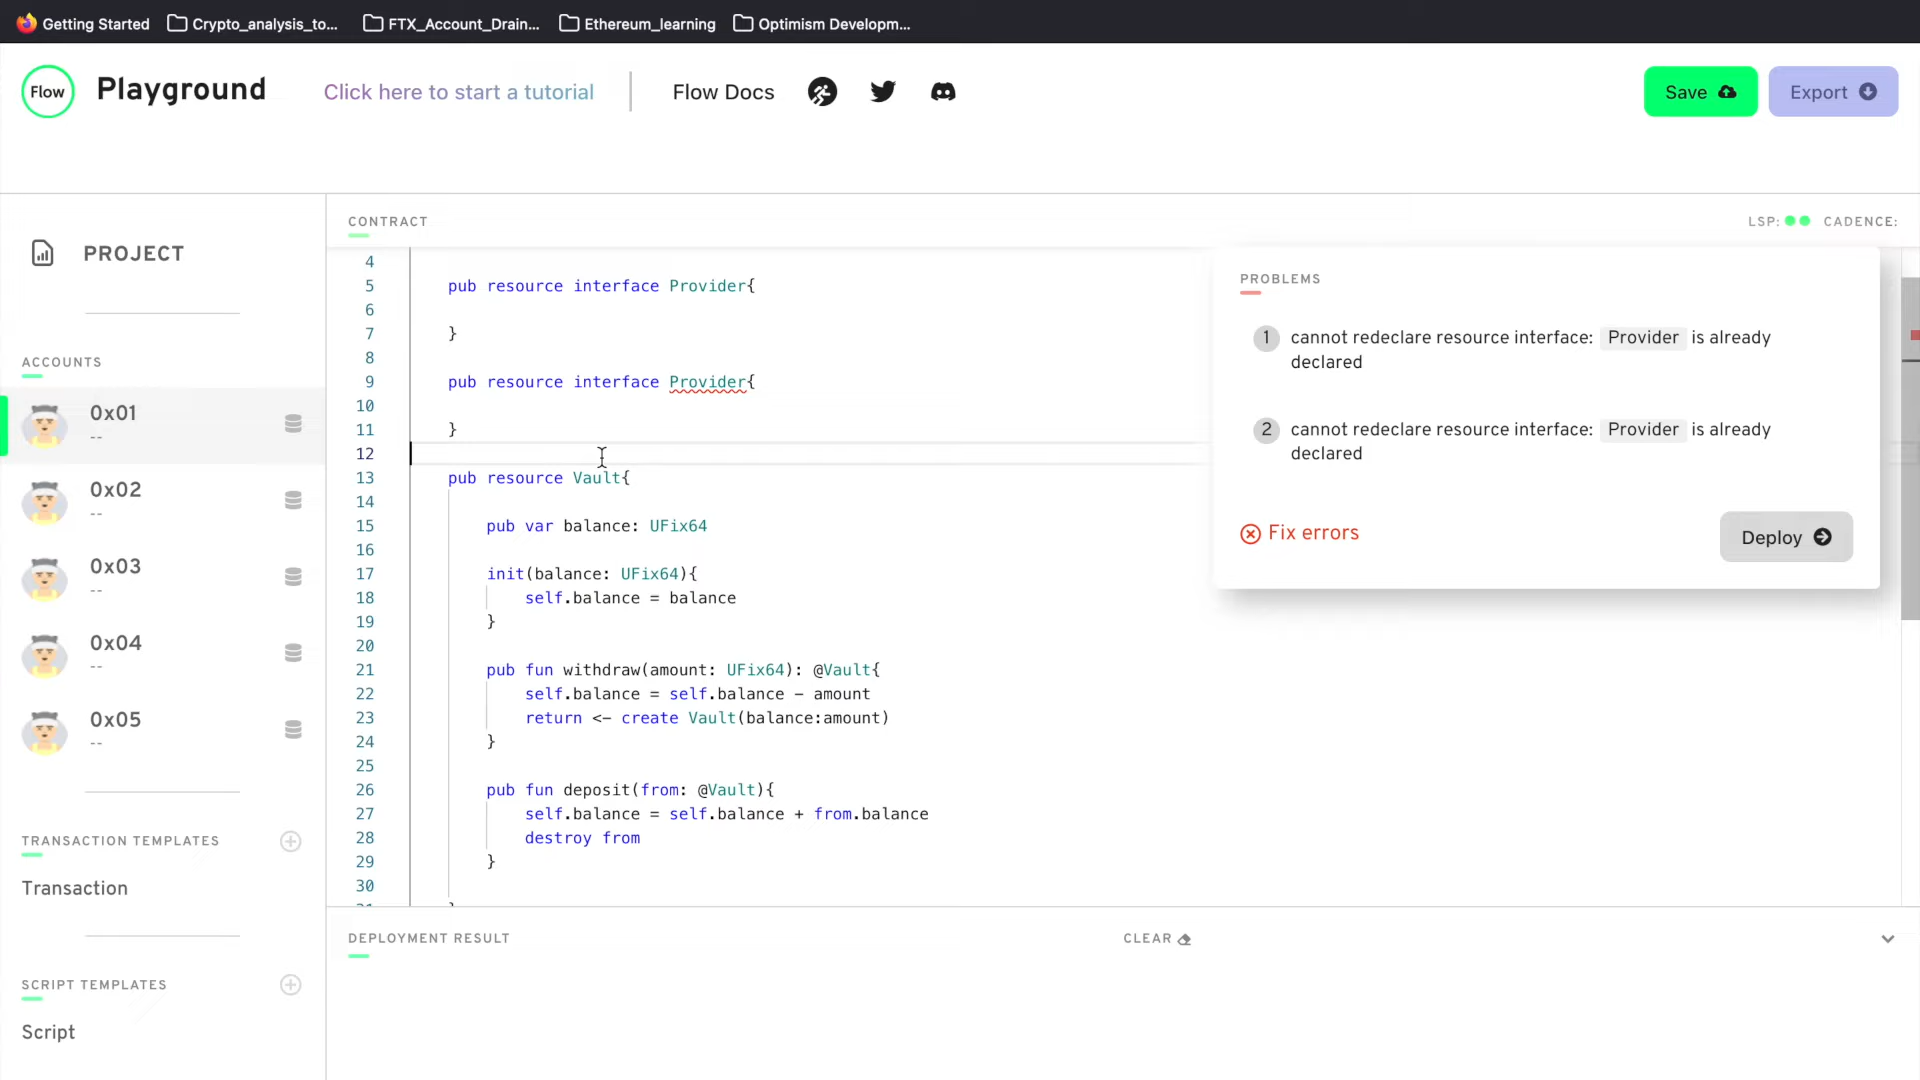 Getting Started
Crypto_analysis_to...
FTX_Account_Drain...
Ethereum_learning
Optimism Developm...
Flow
Playground
Click here to start a tutorial
Flow Docs
Save
Export
PROJECT
ACCOUNTS
0x01
--
0x02
--
0x03
--
0x04
--
0x05
--
TRANSACTION TEMPLATES
Transaction
SCRIPT TEMPLATES
Script
CONTRACT
LSP:
CADENCE:
4
5 pub resource interface Provider{
6
7 }
8
9 pub resource interface Provider{
10
11 }
12
13 pub resource Vault{
14
15 pub var balance: UFix64
16
17 init(balance: UFix64){
18 self.balance = balance
19 }
20
21 pub fun withdraw(amount: UFix64): @Vault{
22 self.balance = self.balance - amount
23 return <- create Vault(balance:amount)
24 }
25
26 pub fun deposit(from: @Vault){
27 self.balance = self.balance + from.balance
28 destroy from
29 }
30
PROBLEMS
1 cannot redeclare resource interface: Provider is already
declared
2 cannot redeclare resource interface: Provider is already
declared
Fix errors
Deploy
DEPLOYMENT RESULT
CLEAR